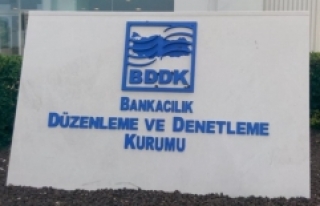 BDDK
BANKACILIK
DÜZENLEME VE DENETLEME
KURUMU